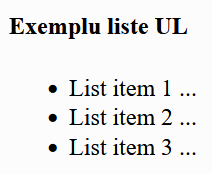 Exemplu liste UL
• List item 1 ...
• List item 2 ...
• List item 3 ...